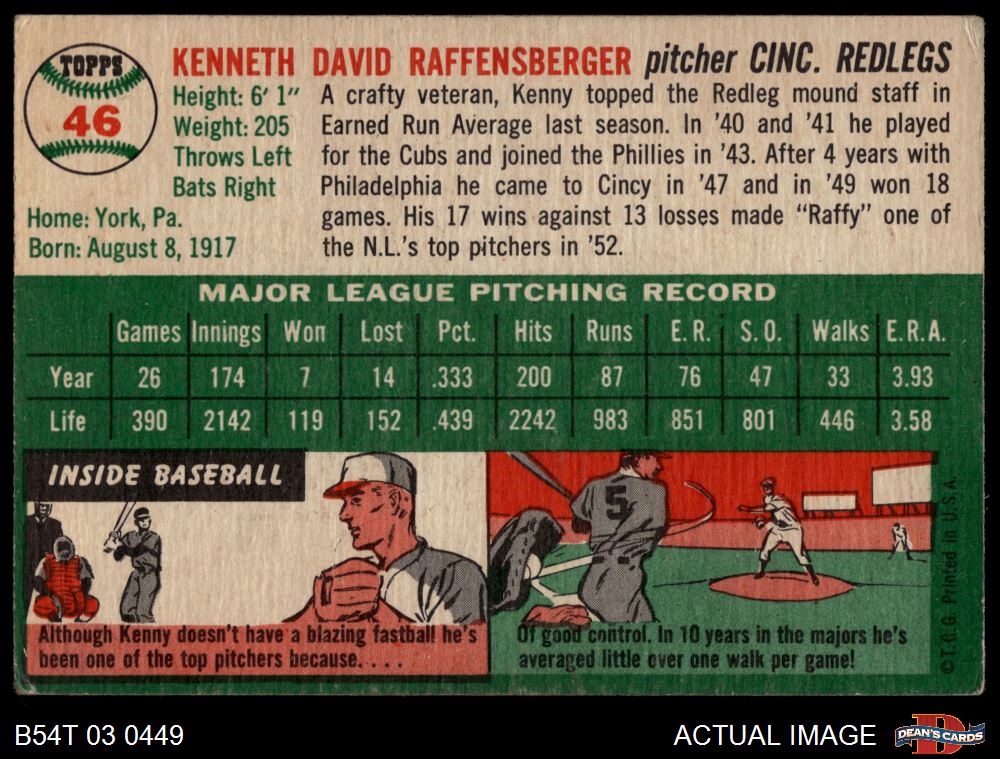 TOPPS
46
KENNETH DAVID RAFFENSBERGER pitcher CINC. REDLEGS
Height: 6' 1"
Weight: 205
Throws Left
Bats Right
Home: York, Pa.
Born: August 8, 1917
A crafty veteran, Kenny topped the Redleg mound staff in
Earned Run Average last season. In '40 and '41 he played
for the Cubs and joined the Phillies in '43. After 4 years with
Philadelphia he came to Cincy in '47 and in '49 won 18
games. His 17 wins against 13 losses made "Raffy" one of
the N.L.'s top pitchers in '52.
MAJOR LEAGUE PITCHING RECORD
Games Innings Won Lost Pct. Hits Runs E. R. S. O. Walks E.R.A.
Year 26 174 7 14 .333 200 87 76 47 33 3.93
Life 390 2142 119 152 .439 2242 983 851 801 446 3.58
INSIDE BASEBALL
Although Kenny doesn't have a blazing fastball he's
been one of the top pitchers because. . . .
5
Of good control. In 10 years in the majors he's
averaged little over one walk per game!
©T.C.G. Printed in U.S.A.
B54T 03 0449
ACTUAL IMAGE
D
DEAN'S CARDS